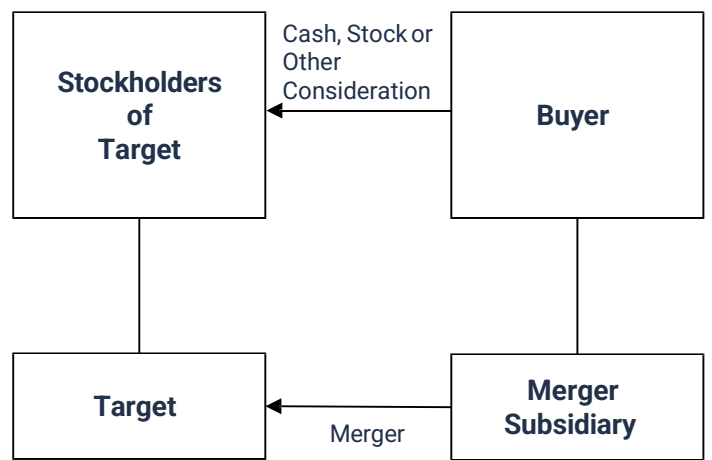 Stockholders
of
Target
Cash, Stock or
Other
Consideration
Buyer
Target
Merger
Merger
Subsidiary